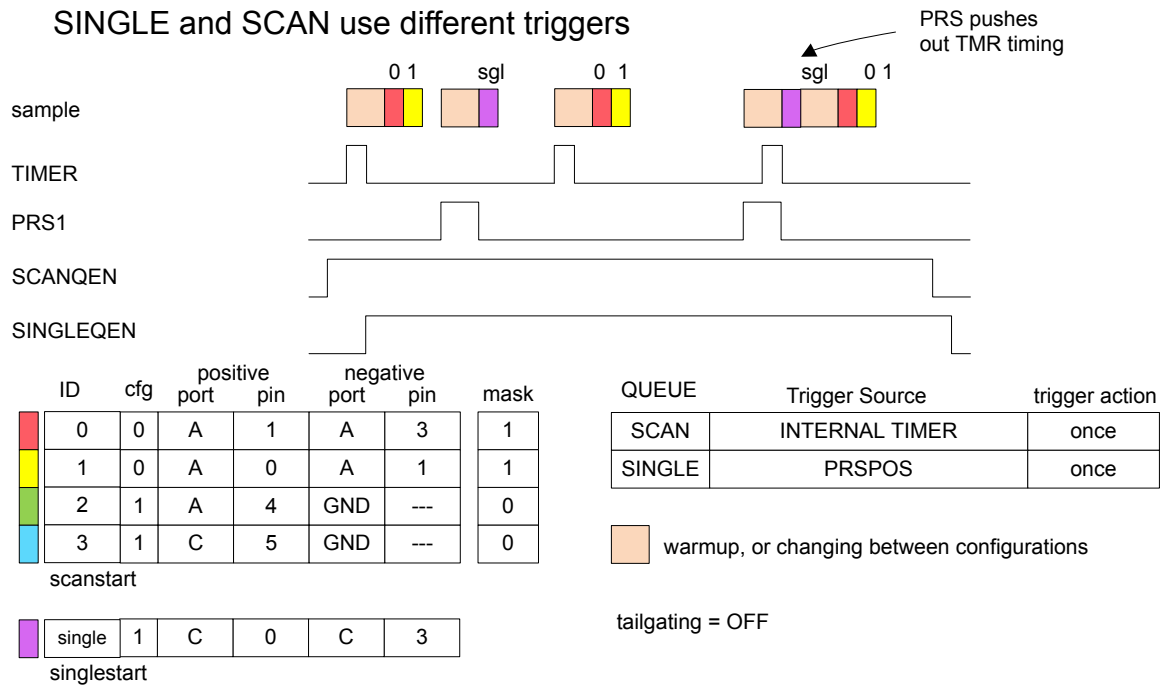 SINGLE and SCAN use different triggers
PRS pushes
out TMR timing
0 1 sgl 0 1 sgl 0 1
sample
TIMER
PRS1
SCANQEN
SINGLEQEN
positive negative
ID cfg port pin port pin mask
0 0 A 1 A 3 1
1 0 A 0 A 1 1
2 1 A 4 GND --- 0
3 1 C 5 GND --- 0
scanstart
single 1 C 0 C 3
singlestart
QUEUE Trigger Source trigger action
SCAN INTERNAL TIMER once
SINGLE PRSPOS once
warmup, or changing between configurations
tailgating = OFF